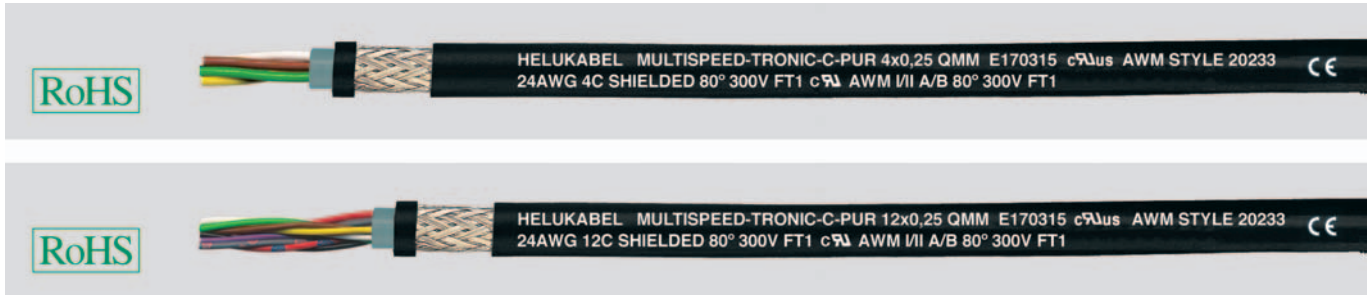 RoHS
HELUKABEL MULTISPEED-TRONIC-C-PUR 4x0,25 QMM E170315 cRUus AWM STYLE 20233
24AWG 4C SHIELDED 80° 300V FT1 cRU AWM I/II A/B 80° 300V FT1
CE
RoHS
HELUKABEL MULTISPEED-TRONIC-C-PUR 12x0,25 QMM E170315 cRUus AWM STYLE 20233
24AWG 12C SHIELDED 80° 300V FT1 cRU AWM I/II A/B 80° 300V FT1
CE